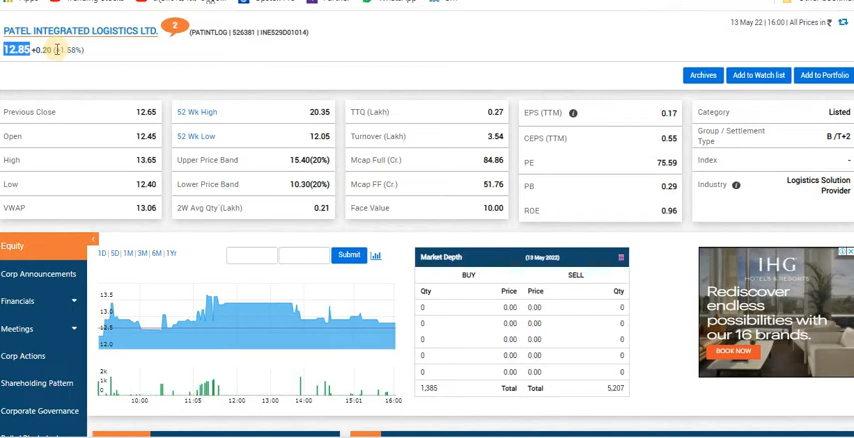 13 May 22 | 16:00 | All Prices in ₹
PATEL INTEGRATED LOGISTICS LTD.
2
(PATINTLOG | 526381 | INE529D01014)
12.85 +0.20
Archives
Add to Watch list
Add to Portfolio
Previous Close 12.65
Open 12.45
High 13.65
Low 12.40
VWAP 13.06
52 Wk High 20.35
52 Wk Low 12.05
Upper Price Band 15.40(20%)
Lower Price Band 10.30(20%)
2W Avg Qty (Lakh) 0.21
TTQ (Lakh) 0.27
Turnover (Lakh) 3.54
Mcap Full (Cr.) 84.86
Mcap FF (Cr.) 51.76
Face Value 10.00
EPS (TTM) 0.17
CEPS (TTM) 0.55
PE 75.59
PB 0.29
ROE 0.96
Category Listed
Group / Settlement Type B /T+2
Index -
Industry Logistics Solution Provider
Equity
Corp Announcements
Financials
Meetings
Corp Actions
Shareholding Pattern
Corporate Governance
1D | 5D | 1M | 3M | 6M | 1Yr
Submit
13.5
13.0
12.5
12.0
2k
1k
0
10:00 11:05 12:00 13:00 14:00 15:01 16:00
Market Depth (13 May 2022)
BUY SELL
Qty Price Price Qty
0 0.00 0.00 0
0 0.00 0.00 0
0 0.00 0.00 0
0 0.00 0.00 0
0 0.00 0.00 0
1,385 Total Total 5,207
IHG
HOTELS & RESORTS
Rediscover
endless
possibilities with
our 16 brands.
BOOK NOW